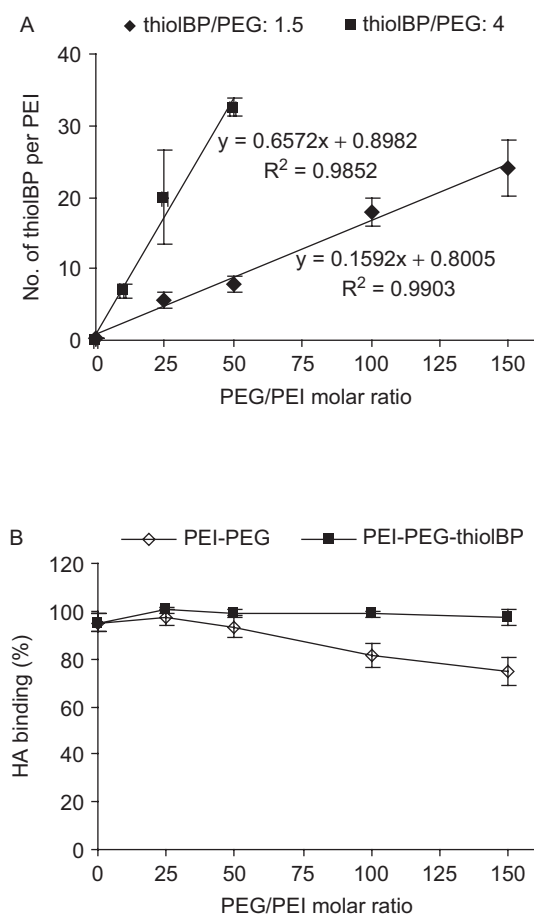 A
◆ thiolBP/PEG: 1.5 ■ thiolBP/PEG: 4
No. of thiolBP per PEI
40
30
20
10
0
y = 0.6572x + 0.8982
R² = 0.9852
y = 0.1592x + 0.8005
R² = 0.9903
0 25 50 75 100 125 150
PEG/PEI molar ratio
B
PEI-PEG PEI-PEG-thiolBP
HA binding (%)
120
100
80
60
40
20
0
0 25 50 75 100 125 150
PEG/PEI molar ratio